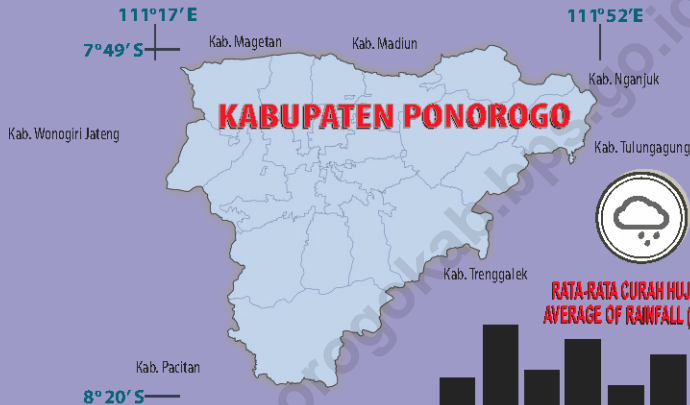 111°17'E
111°52'E
7°49'S
Kab. Magetan
Kab. Madiun
Kab. Nganjuk
KABUPATEN PONOROGO
Kab. Wonogiri Jateng
Kab. Tulungagung
Kab. Trenggalek
RATA-RATA CURAH
AVERAGE OF RAINFALL
Kab. Pacitan
8°20'S